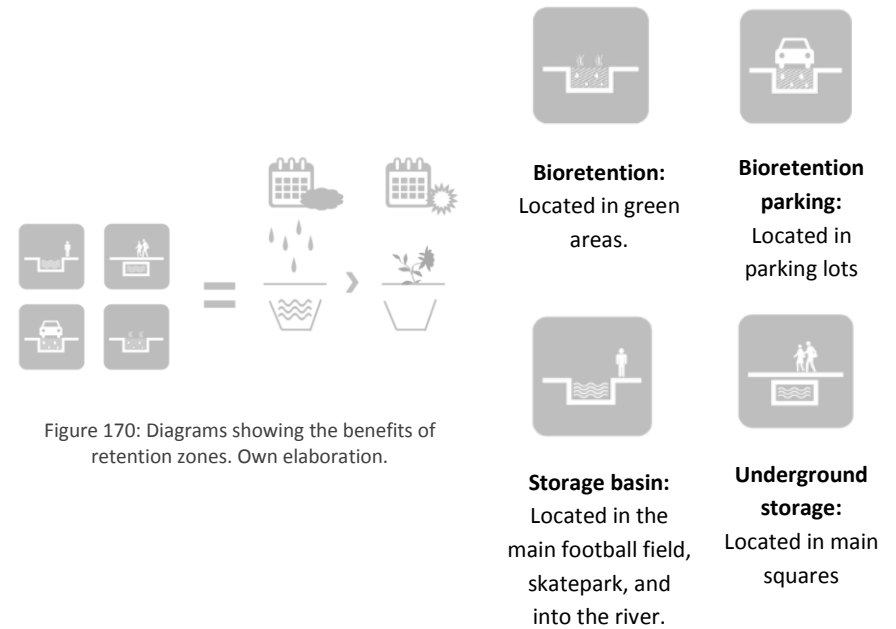 Bioretention:
Located in green
areas.
Bioretention
parking:
Located in
parking lots
Figure 170: Diagrams showing the benefits of
retention zones. Own elaboration.
Storage basin:
Located in the
main football field,
skatepark, and
into the river.
Underground
storage:
Located in main
squares